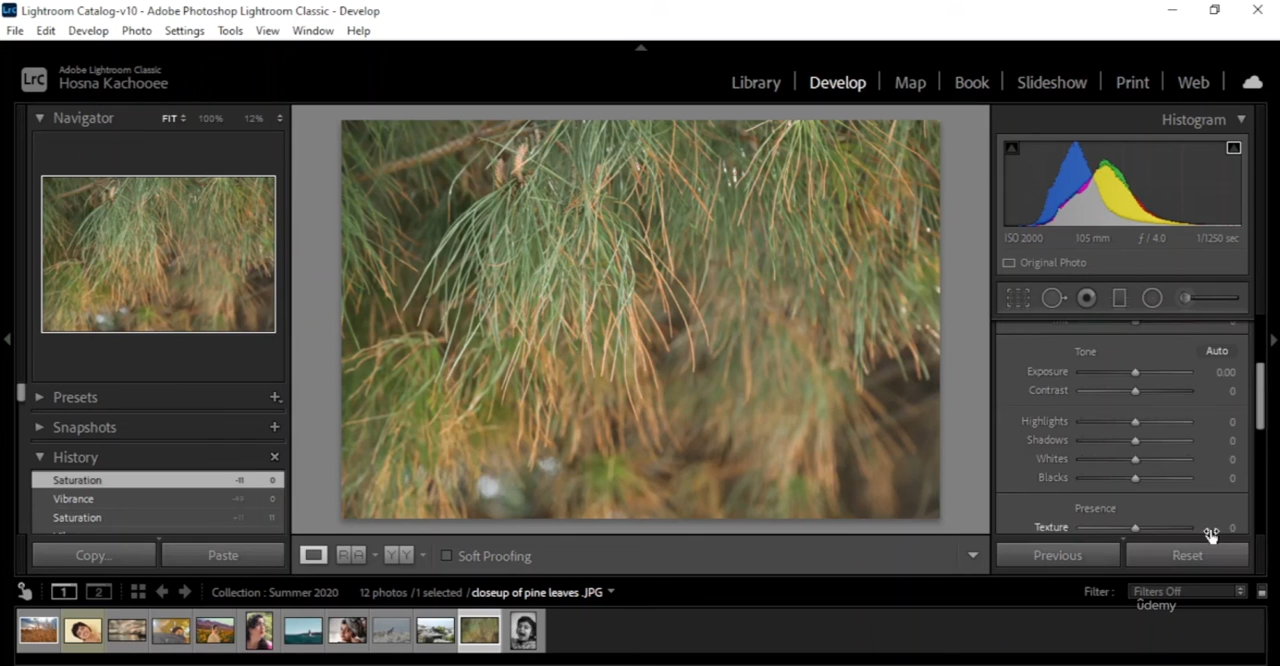 Lightroom Catalog-v10 - Adobe Photoshop Lightroom Classic - Develop
File Edit Develop Photo Settings Tools View Window Help
LrC Adobe Lightroom Classic
Hosna Kachooee
Library Develop Map Book Slideshow Print Web
Navigator FIT 100% 12%
Histogram
ISO 2000 105 mm f / 4.0 1/1250 sec
Original Photo
Tone Auto
Exposure 0.00
Contrast 0
Highlights 0
Shadows 0
Whites 0
Blacks 0
Presence
Texture 0
Presets
Snapshots
History
Saturation -11 0
Vibrance -49 0
Saturation +11 11
Copy... Paste
R A Y Y Soft Proofing
Previous Reset
1 2 Collection : Summer 2020 12 photos / 1 selected / closeup of pine leaves .JPG
Filter : Filters Off
ûdemy